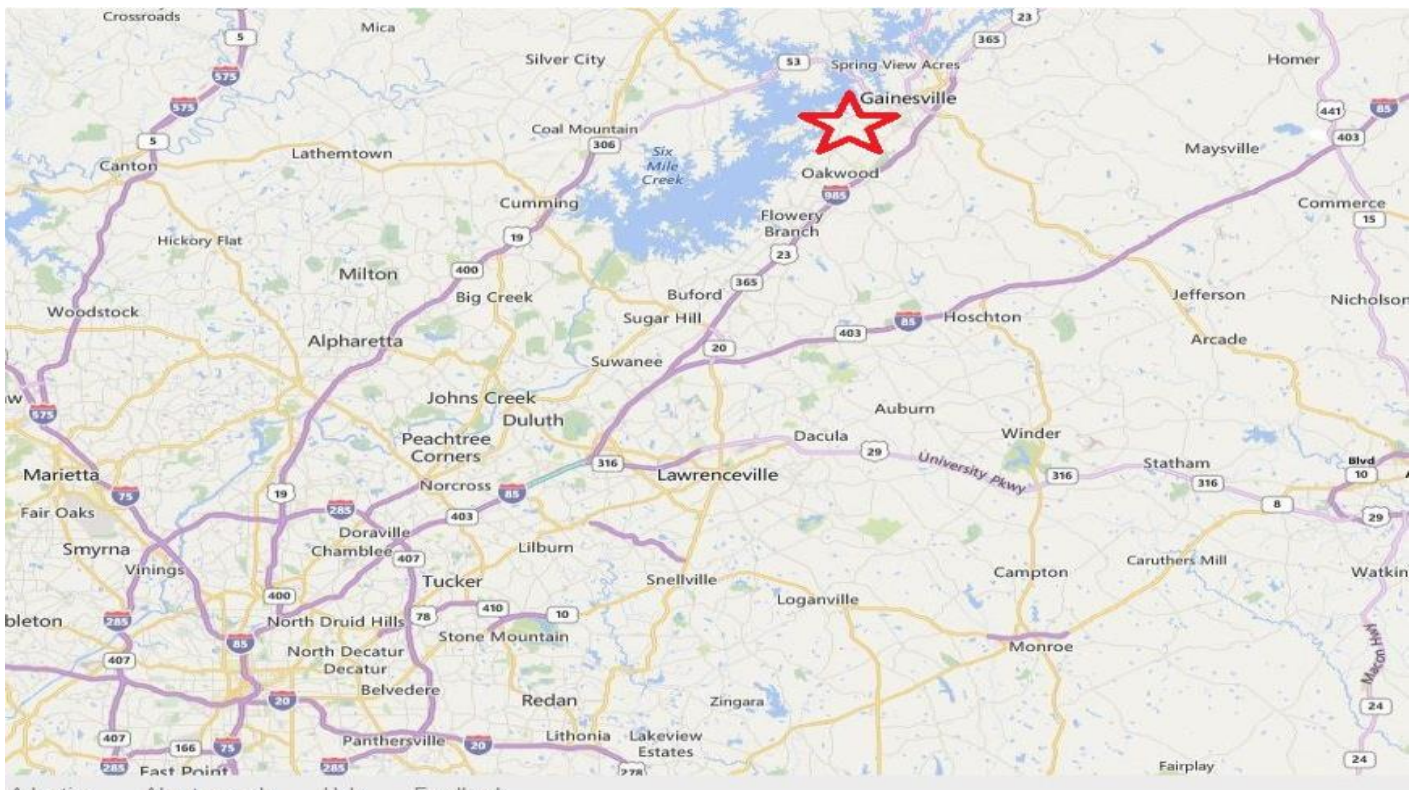 Crossroads
Mica
23
5
365
Silver City
53
Spring View Acres
Homer
575
Gainesville
575
441
85
Coal Mountain
403
5
306
Lathemtown
Six
Mile
Creek
Maysville
Canton
Oakwood
985
Cumming
Commerce
Flowery
Branch
15
19
Hickory Flat
23
Milton
400
365
Big Creek
Buford
Jefferson
Nicholson
Woodstock
Sugar Hill
85
Hoschton
403
Alpharetta
20
Arcade
Suwanee
Johns Creek
575
Duluth
Auburn
Peachtree
Corners
Dacula
Winder
29
University Pkwy
316
Lawrenceville
Statham
Blvd
Marietta
316
10
Norcross
316
75
19
85
8
Fair Oaks
285
403
29
Doraville
Smyrna
Chamblee
Lilburn
407
Caruthers Mill
Vinings
Tucker
Snellville
Campton
Watkin
400
Loganville
410
10
285
North Druid Hills
78
bleton
Stone Mountain
85
Monroe
407
North Decatur
Decatur
Macon Hwy
Belvedere
20
Redan
Zingara
24
407
Panthersville
20
Lithonia
Lakeview
Estates
166
75
24
285
East Point
285
278
Fairplay